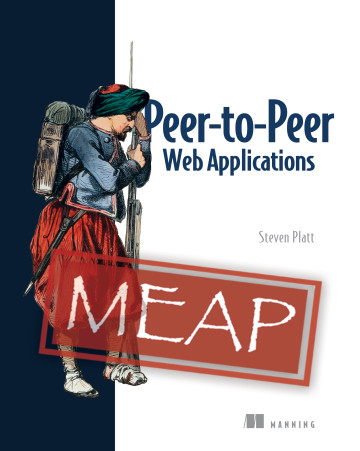 Peer-to-Peer
Web Applications
Steven Platt
MEAP
MANNING